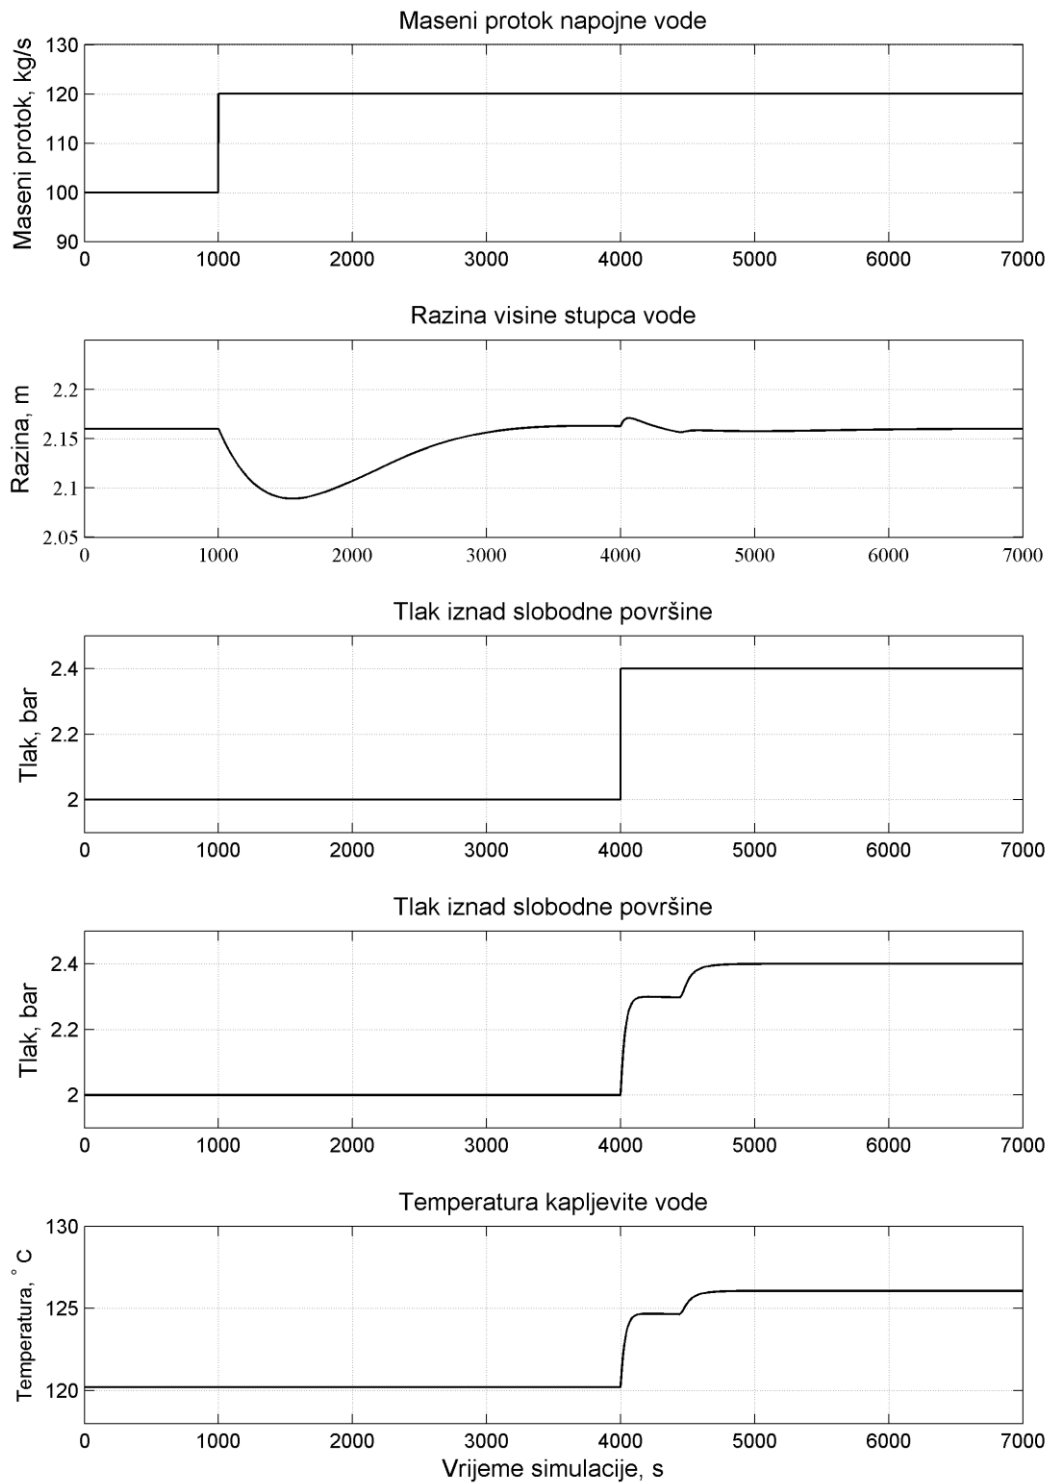 Maseni protok napojne vode
Maseni protok, kg/s
130
120
110
100
90
0 1000 2000 3000 4000 5000 6000 7000
Razina visine stupca vode
Razina, m
2.2
2.15
2.1
2.05
0 1000 2000 3000 4000 5000 6000 7000
Tlak iznad slobodne površine
Tlak, bar
2.4
2.2
2
0 1000 2000 3000 4000 5000 6000 7000
Tlak iznad slobodne površine
Tlak, bar
2.4
2.2
2
0 1000 2000 3000 4000 5000 6000 7000
Temperatura kapljevite vode
Temperatura, ° C
130
125
120
0 1000 2000 3000 4000 5000 6000 7000
Vrijeme simulacije, s